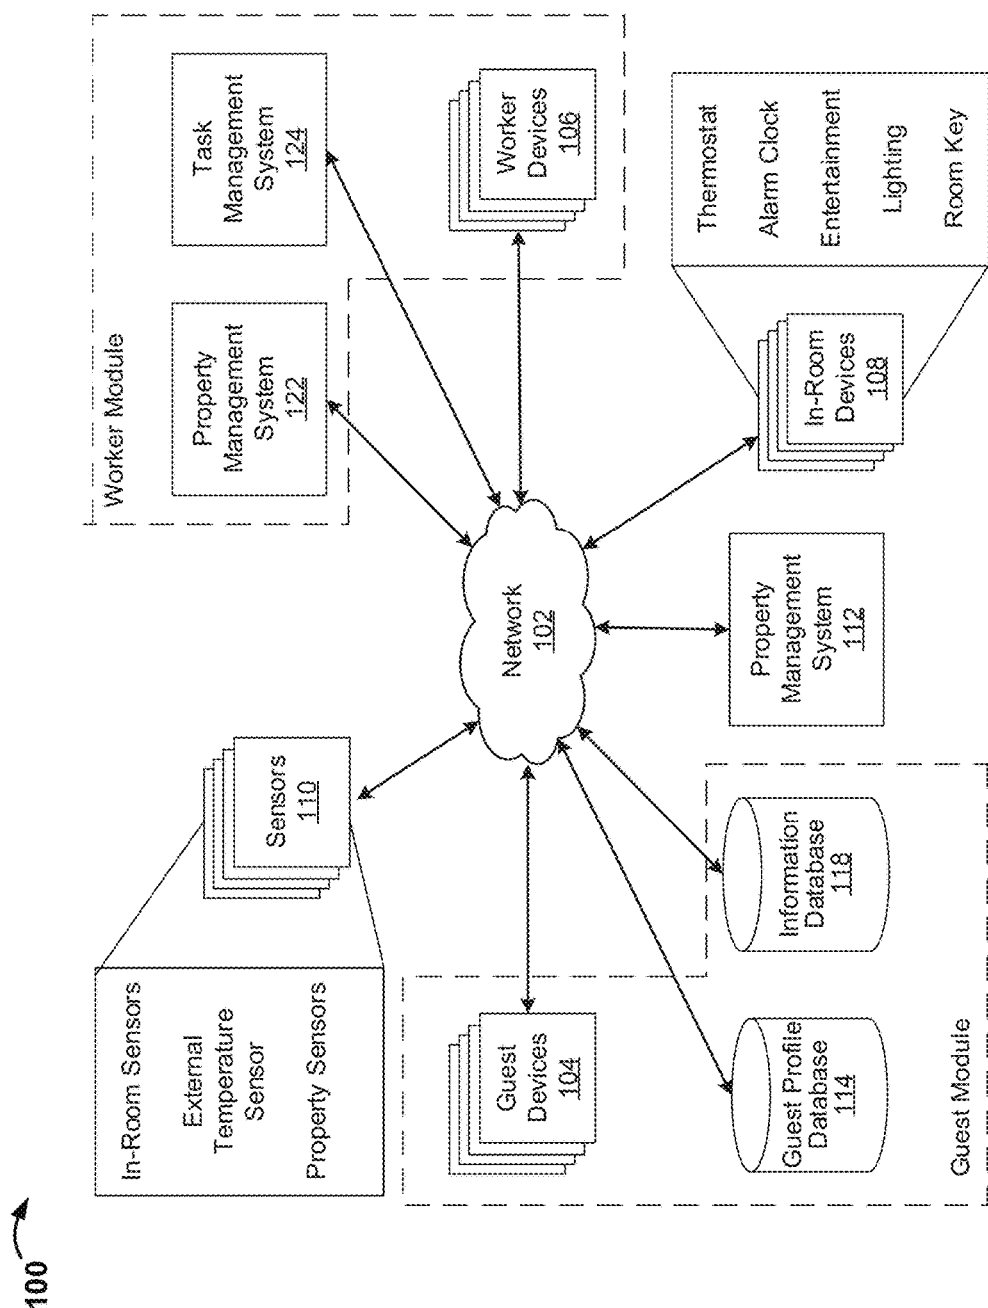 100
In-Room Sensors
External
Temperature
Sensor
Property Sensors
Sensors
110
Worker Module
Property
Management
System
122
Task
Management
System
124
Guest
Devices
104
Network
102
Worker
Devices
106
Guest Profile
Database
114
Information
Database
118
Guest Module
Property
Management
System
112
In-Room
Devices
108
Thermostat
Alarm Clock
Entertainment
Lighting
Room Key